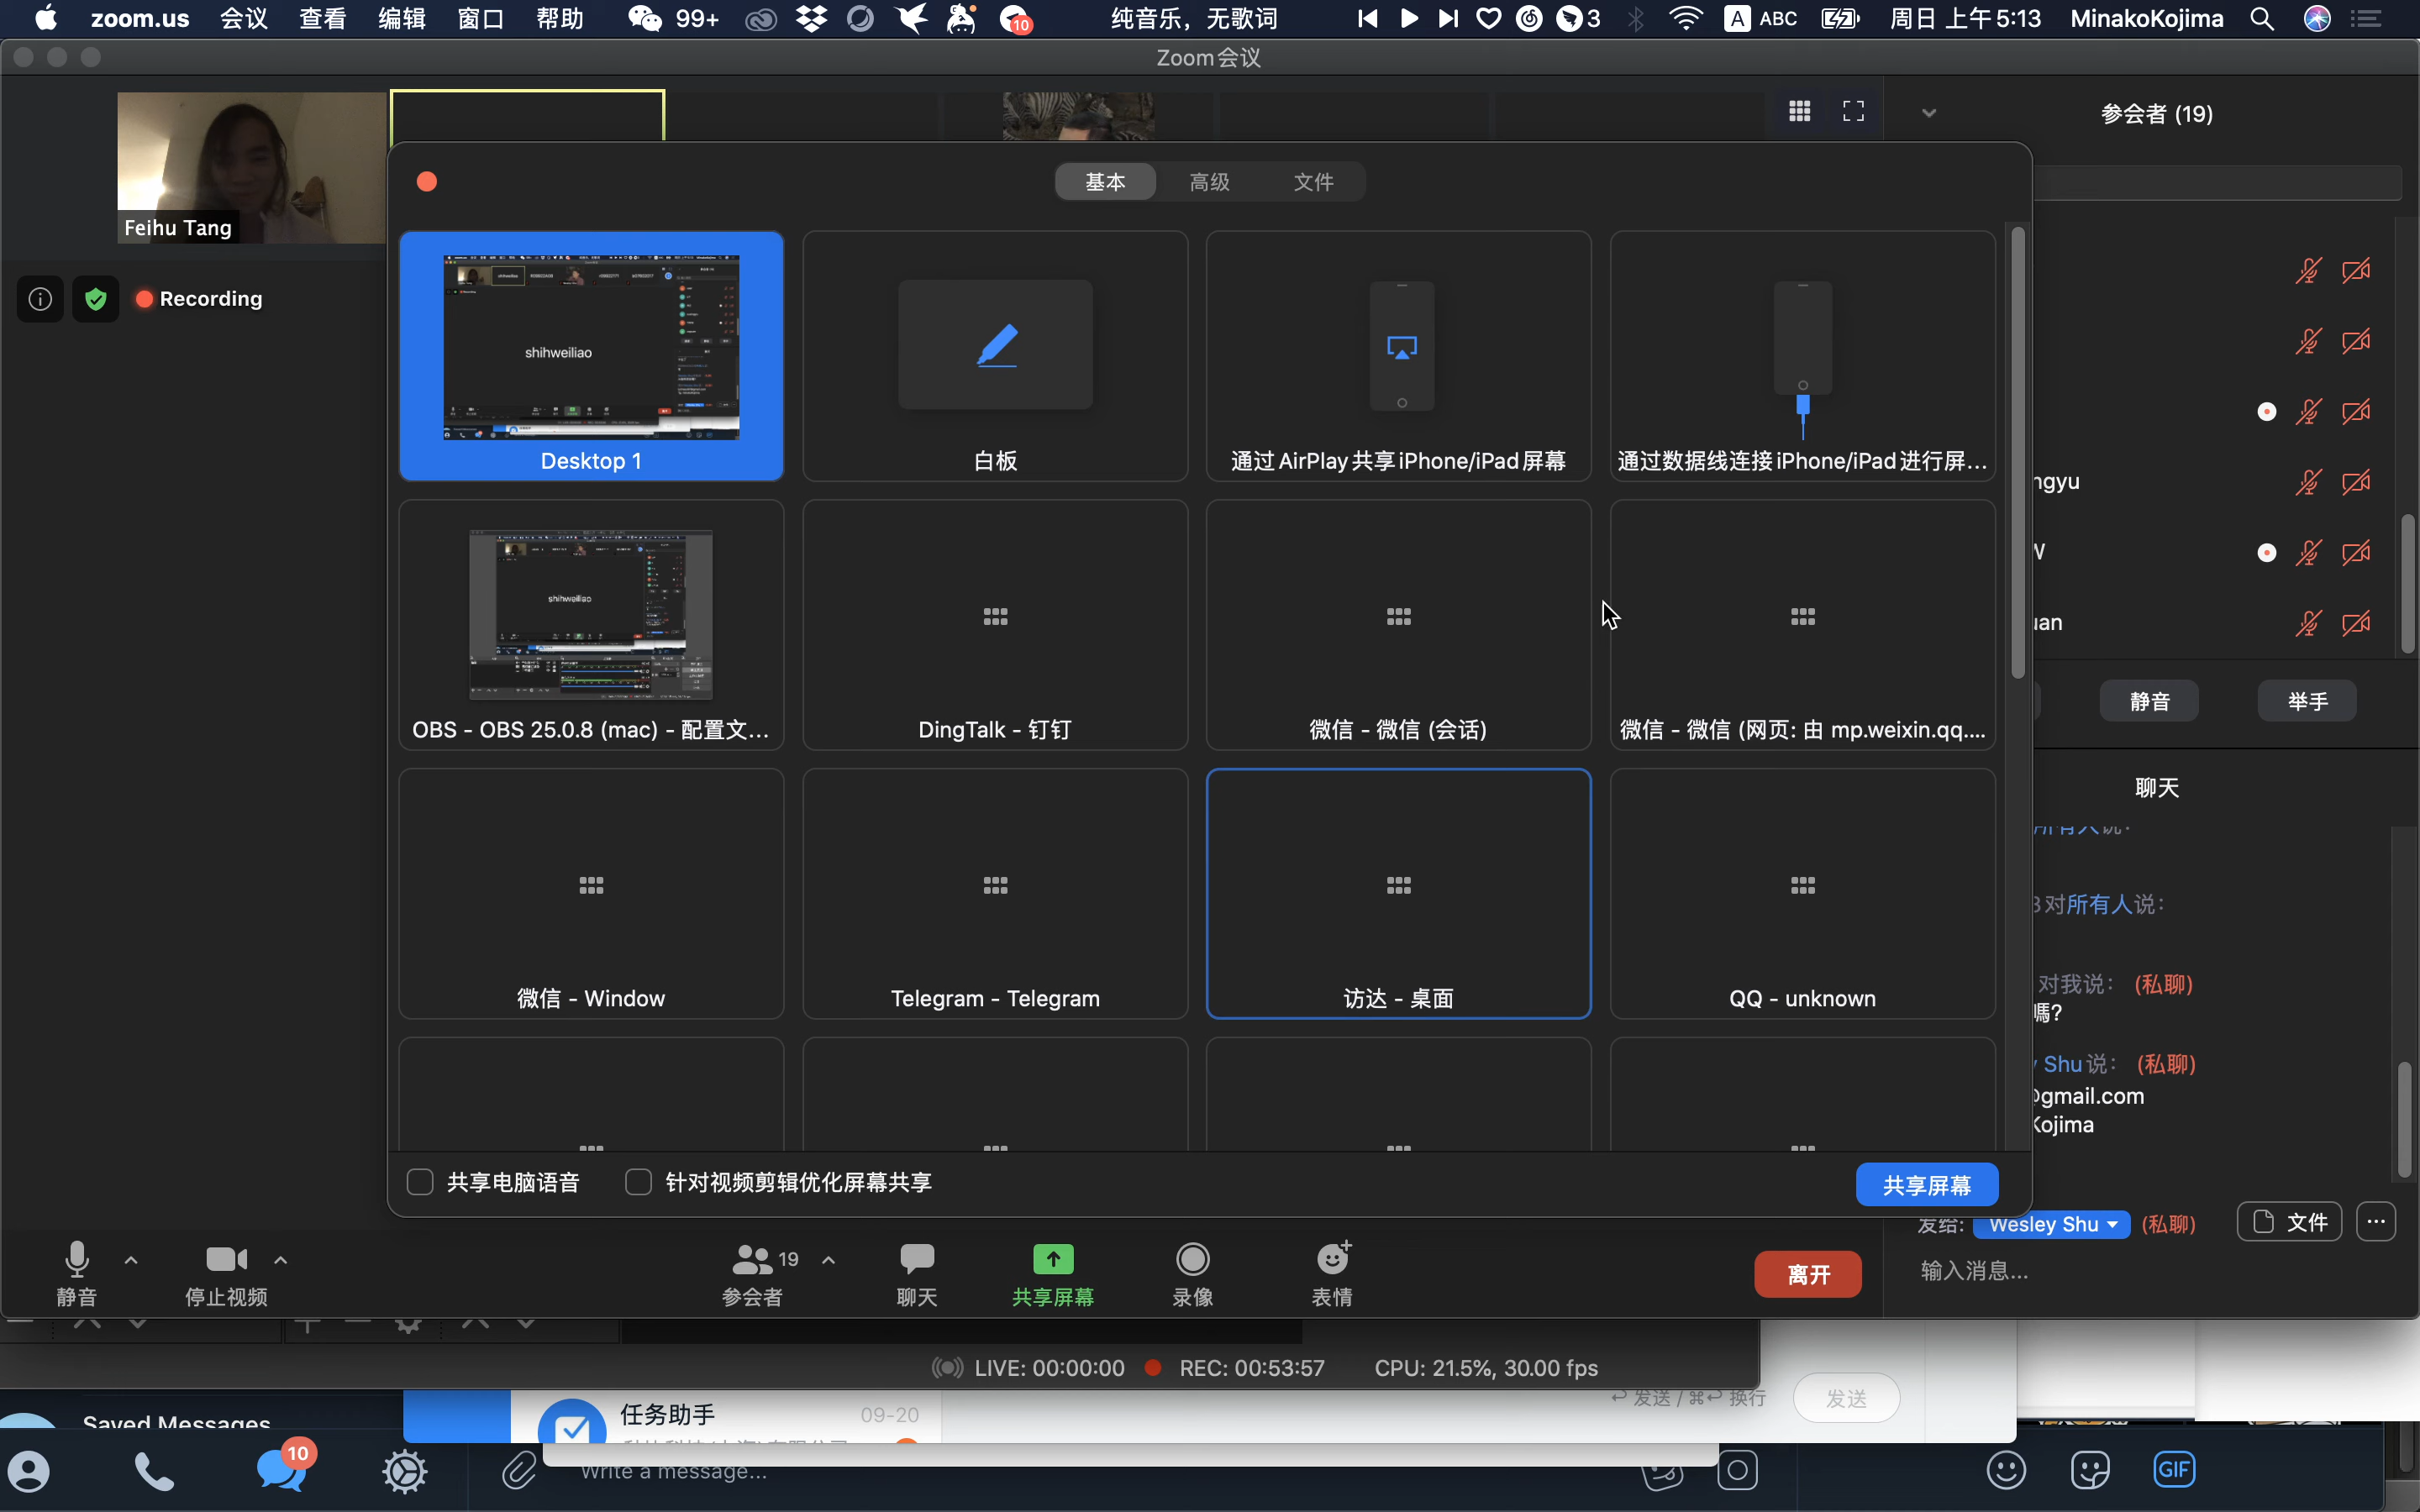 zoom.us 会议 查看 编辑 窗口 帮助 99+ 10 纯音乐，无歌词 3 A ABC 周日 上午5:13 MinakoKojima
Zoom会议
参会者 (19)
基本 高级 文件
Feihu Tang
Recording
shihweiliao
Desktop 1
白板
通过 AirPlay 共享 iPhone/iPad 屏幕
通过数据线连接 iPhone/iPad 进行屏…
ngyu
shihweiliao
uan
静音 举手
OBS - OBS 25.0.8 (mac) - 配置文…
DingTalk - 钉钉
微信 - 微信 (会话)
微信 - 微信 (网页: 由 mp.weixin.qq....
聊天
对所有人说:
对我说: (私聊)
嗎?
微信 - Window
Telegram - Telegram
访达 - 桌面
QQ - unknown
Shu说: (私聊)
@gmail.com
Kojima
共享电脑语音 针对视频剪辑优化屏幕共享 共享屏幕
发给: Wesley Shu (私聊) 文件 ...
输入消息...
19
静音 停止视频 参会者 聊天 共享屏幕 录像 表情 离开
LIVE: 00:00:00 REC: 00:53:57 CPU: 21.5%, 30.00 fps
发送 / ⌘↩ 换行 发送
Saved Messages
任务助手 09-20
10
Write a message...
GIF